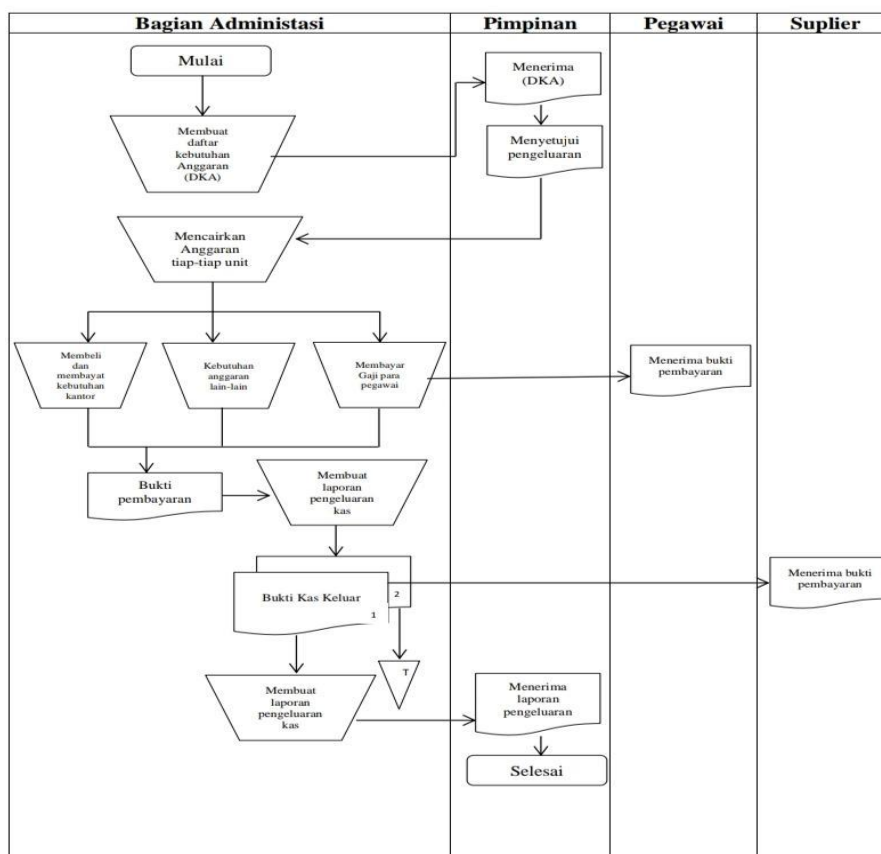 Bagian Administasi
Pimpinan
Pegawai
Suplier
Mulai
Membuat
daftar
kebutuhan
Anggaran
(DKA)
Menerima
(DKA)
Menyetujui
pengeluaran
Mencairkan
Anggaran
tiap-tiap unit
Membeli
dan
membayat
kebutuhan
kantor
Kebutuhan
anggaran
lain-lain
Membayar
Gaji para
pegawai
Menerima bukti
pembayaran
Bukti
pembayaran
Membuat
laporan
pengeluaran
kas
Bukti Kas Keluar
1
2
Menerima bukti
pembayaran
T
Membuat
laporan
pengeluaran
kas
Menerima
laporan
pengeluaran
Selesai